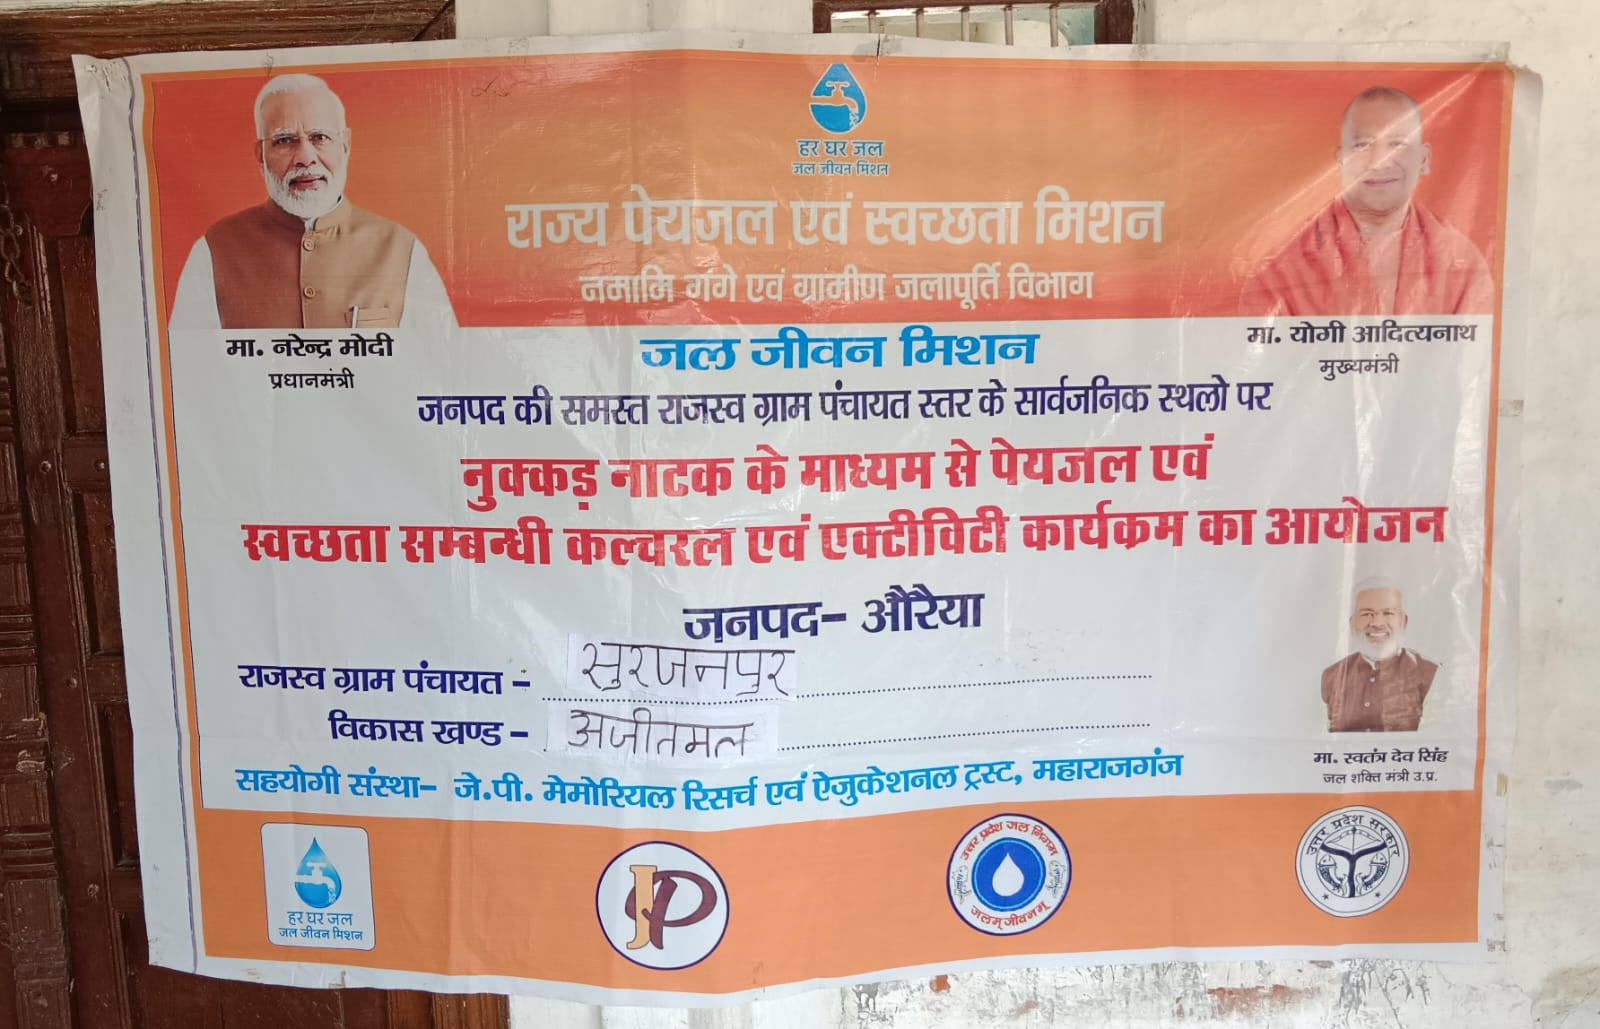 हर घर जल
जल जीवन मिशन
राज्य पेयजल एवं स्वच्छता मिशन
नमामि गंगे एवं ग्रामीण जलापूर्ति विभाग
मा. नरेन्द्र मोदी
प्रधानमंत्री
मा. योगी आदित्यनाथ
मुख्यमंत्री
जल जीवन मिशन
जनपद की समस्त राजस्व ग्राम पंचायत स्तर के सार्वजनिक स्थलो पर
नुक्कड़ नाटक के माध्यम से पेयजल एवं
स्वच्छता सम्बन्धी कल्चरल एवं एक्टीविटी कार्यक्रम का आयोजन
जनपद- औरैया
राजस्व ग्राम पंचायत - सुरजनपुर
विकास खण्ड - अजीतमल
मा. स्वतंत्र देव सिंह
जल शक्ति मंत्री उ.प्र.
सहयोगी संस्था- जे.पी. मेमोरियल रिसर्च एवं ऐजुकेशनल ट्रस्ट, महाराजगंज
हर घर जल
जल जीवन मिशन
JP
उत्तर प्रदेश जल निगम
जलम् जीवनम्
उत्तर प्रदेश सरकार